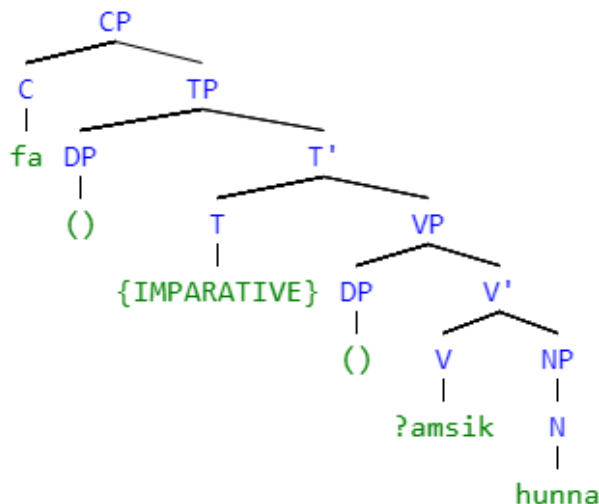 CP
C TP
fa DP T'
() T VP
{IMPARATIVE} DP V'
() V NP
?amsik N
hunna